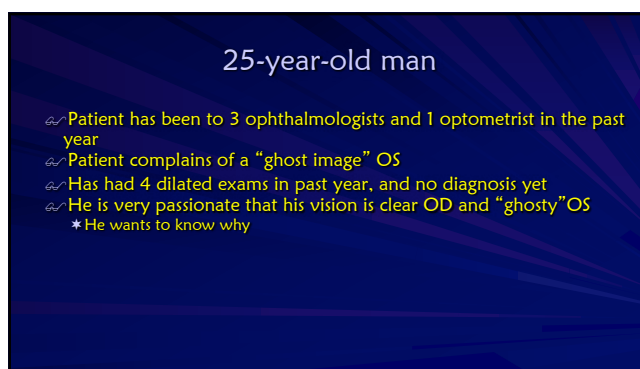 25-year-old man
Patient has been to 3 ophthalmologists and 1 optometrist in the past
year
Patient complains of a “ghost image” OS
Has had 4 dilated exams in past year, and no diagnosis yet
He is very passionate that his vision is clear OD and “ghosty”OS
✶He wants to know why